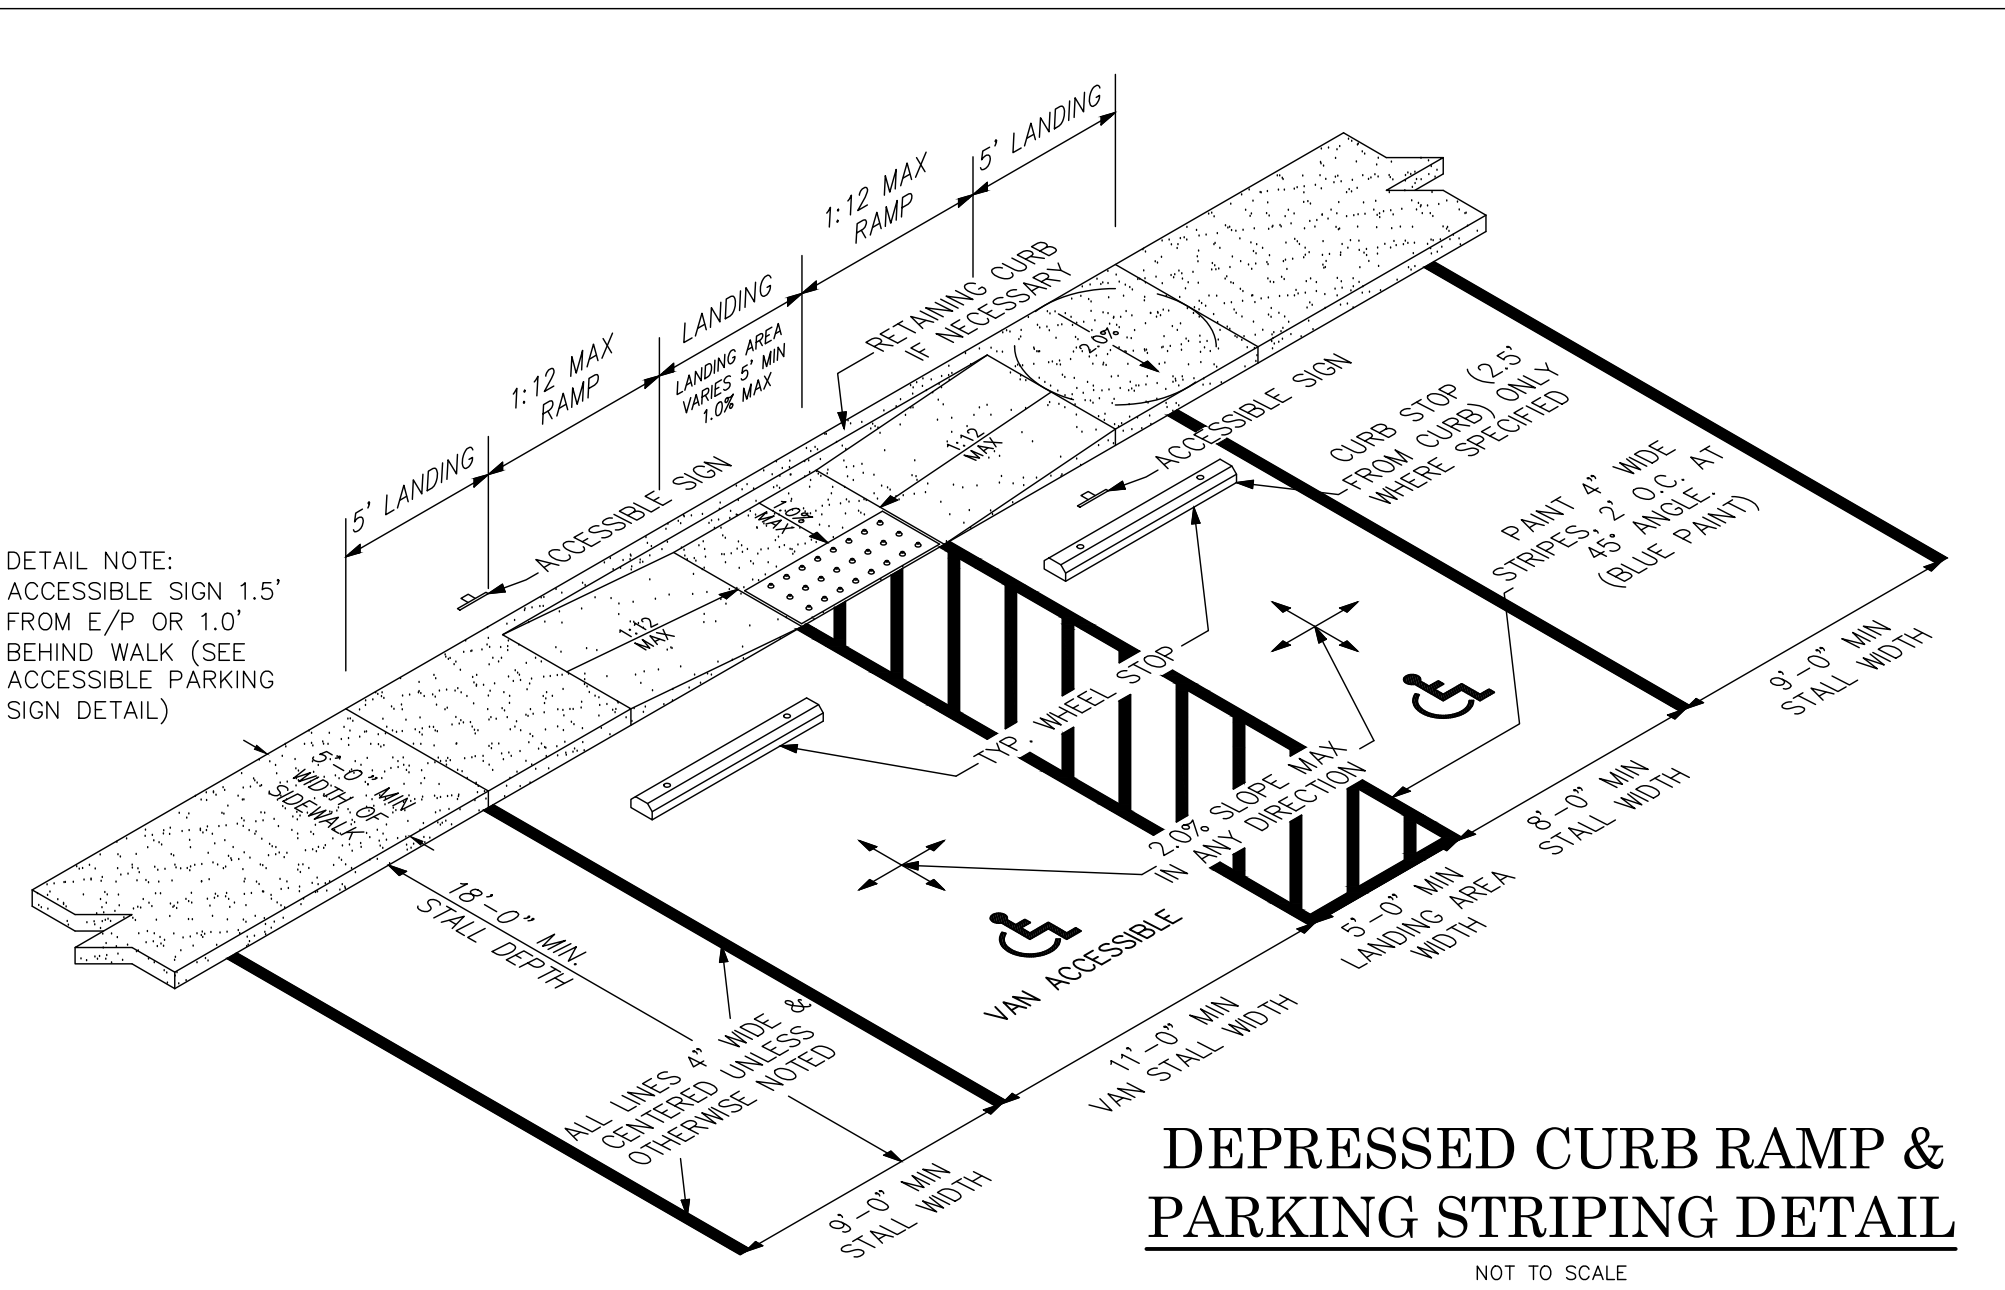 5' LANDING
1:12 MAX
RAMP
LANDING
LANDING AREA
VARIES 5' MIN
1.0% MAX
1:12 MAX
RAMP
5' LANDING
RETAINING CURB
IF NECESSARY
ACCESSIBLE SIGN
DETAIL NOTE:
ACCESSIBLE SIGN 1.5'
FROM E/P OR 1.0'
BEHIND WALK (SEE
ACCESSIBLE PARKING
SIGN DETAIL)
2.0%
1:12
MAX
1.0%
MAX
1:12
MAX
ACCESSIBLE SIGN
CURB STOP (2.5'
FROM CURB) ONLY
WHERE SPECIFIED
PAINT 4" WIDE
STRIPES, 2' O.C. AT
45° ANGLE.
(BLUE PAINT)
5'-0" MIN
WIDTH OF
SIDEWALK
TYP. WHEEL STOP
2.0% SLOPE MAX
IN ANY DIRECTION
18'-0" MIN.
STALL DEPTH
VAN ACCESSIBLE
ALL LINES 4" WIDE &
CENTERED UNLESS
OTHERWISE NOTED
9'-0" MIN
STALL WIDTH
11'-0" MIN
VAN STALL WIDTH
5'-0" MIN
LANDING AREA
WIDTH
8'-0" MIN
STALL WIDTH
9'-0" MIN
STALL WIDTH
DEPRESSED CURB RAMP &
PARKING STRIPING DETAIL
NOT TO SCALE